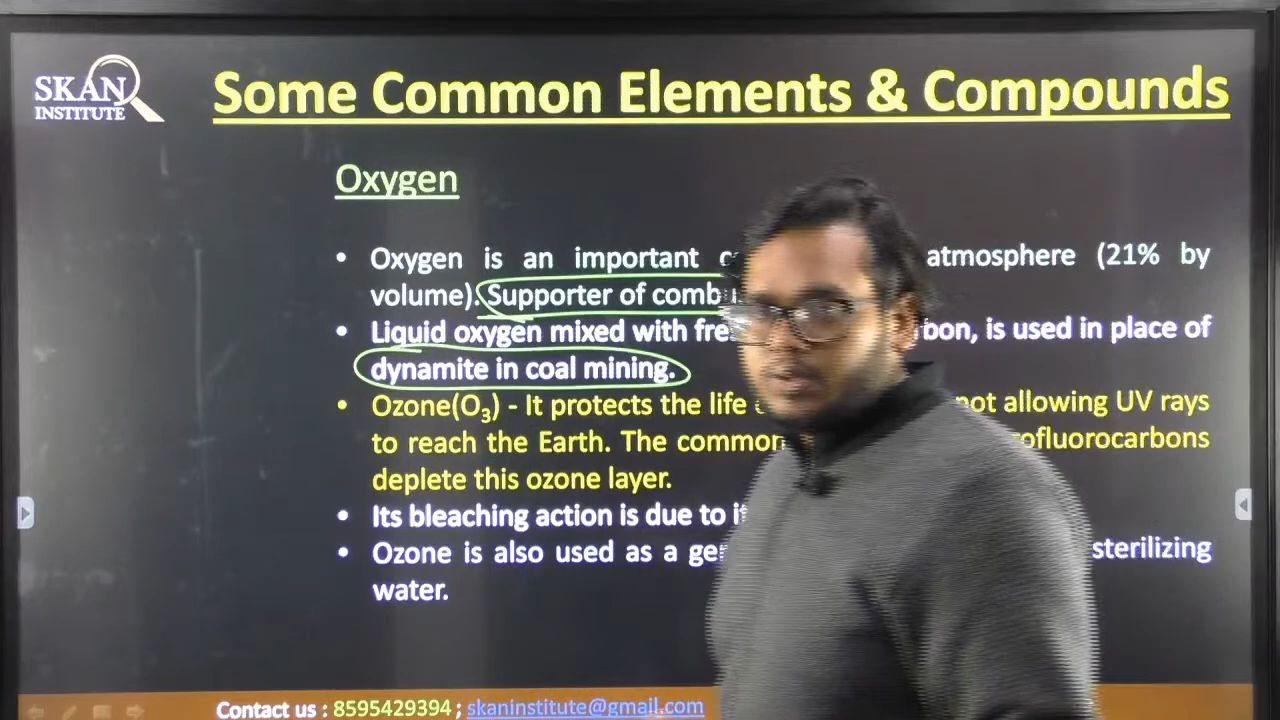 SKAN
INSTITUTE
Some Common Elements & Compounds
Oxygen
• Oxygen is an important atmosphere (21% by
volume). Supporter of
• Liquid oxygen mixed with is used in place of
dynamite in coal mining.
• Ozone(O₃) - It protects the life not allowing UV rays
to reach the Earth. The common
deplete this ozone layer.
• Its bleaching action is due to
• Ozone is also used as a sterilizing
water.
Contact us : 8595429394 ; skaninstitute@gmail.com